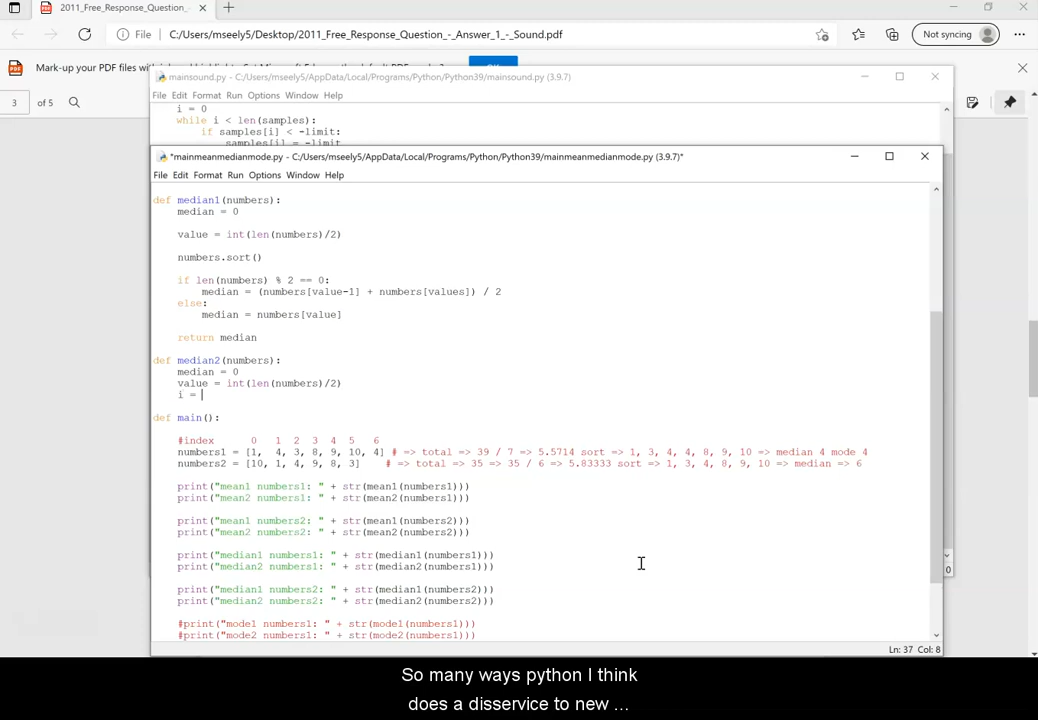 2011_Free_Response_Question_
File
C:/Users/mseely5/Desktop/2011_Free_Response_Question_-_Answer_1_-_Sound.pdf
Not syncing
3 of 5
mainsound.py - C:/Users/mseely5/AppData/Local/Programs/Python/Python39/mainsound.py (3.9.7)
File Edit Format Run Options Window Help
i = 0
while i < len(samples):
if samples[i] < -limit:
samples[i] = -limit
*mainmeanmedianmode.py - C:/Users/mseely5/AppData/Local/Programs/Python/Python39/mainmeanmedianmode.py (3.9.7)*
File Edit Format Run Options Window Help
def median1(numbers):
median = 0
value = int(len(numbers)/2)
numbers.sort()
if len(numbers) % 2 == 0:
median = (numbers[value-1] + numbers[values]) / 2
else:
median = numbers[value]
return median
def median2(numbers):
median = 0
value = int(len(numbers)/2)
i =
def main():
#index 0 1 2 3 4 5 6
numbers1 = [1, 4, 3, 8, 9, 10, 4] # => total => 39 / 7 => 5.5714 sort => 1, 3, 4, 4, 8, 9, 10 => median 4 mode 4
numbers2 = [10, 1, 4, 9, 8, 3] # => total => 35 => 35 / 6 => 5.83333 sort => 1, 3, 4, 8, 9, 10 => median => 6
print("mean1 numbers1: " + str(mean1(numbers1)))
print("mean2 numbers1: " + str(mean2(numbers1)))
print("mean1 numbers2: " + str(mean1(numbers2)))
print("mean2 numbers2: " + str(mean2(numbers2)))
print("median1 numbers1: " + str(median1(numbers1)))
print("median2 numbers1: " + str(median2(numbers1)))
print("median1 numbers2: " + str(median1(numbers2)))
print("median2 numbers2: " + str(median2(numbers2)))
#print("mode1 numbers1: " + str(mode1(numbers1)))
#print("mode2 numbers1: " + str(mode2(numbers1)))
0
Ln: 37 Col: 8
So many ways python I think
does a disservice to new ...